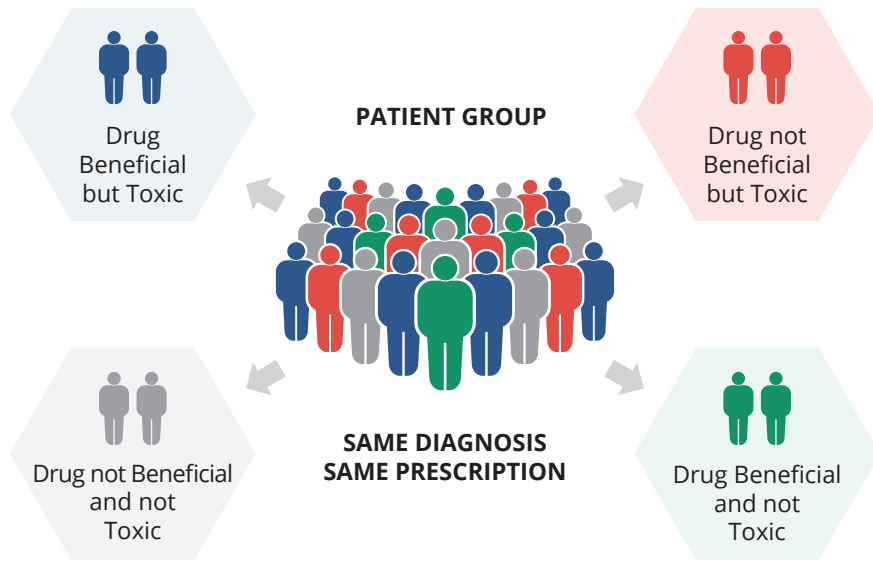 Drug
Beneficial
but Toxic
PATIENT GROUP
Drug not
Beneficial
but Toxic
Drug not Beneficial
and not
Toxic
SAME DIAGNOSIS
SAME PRESCRIPTION
Drug Beneficial
and not
Toxic